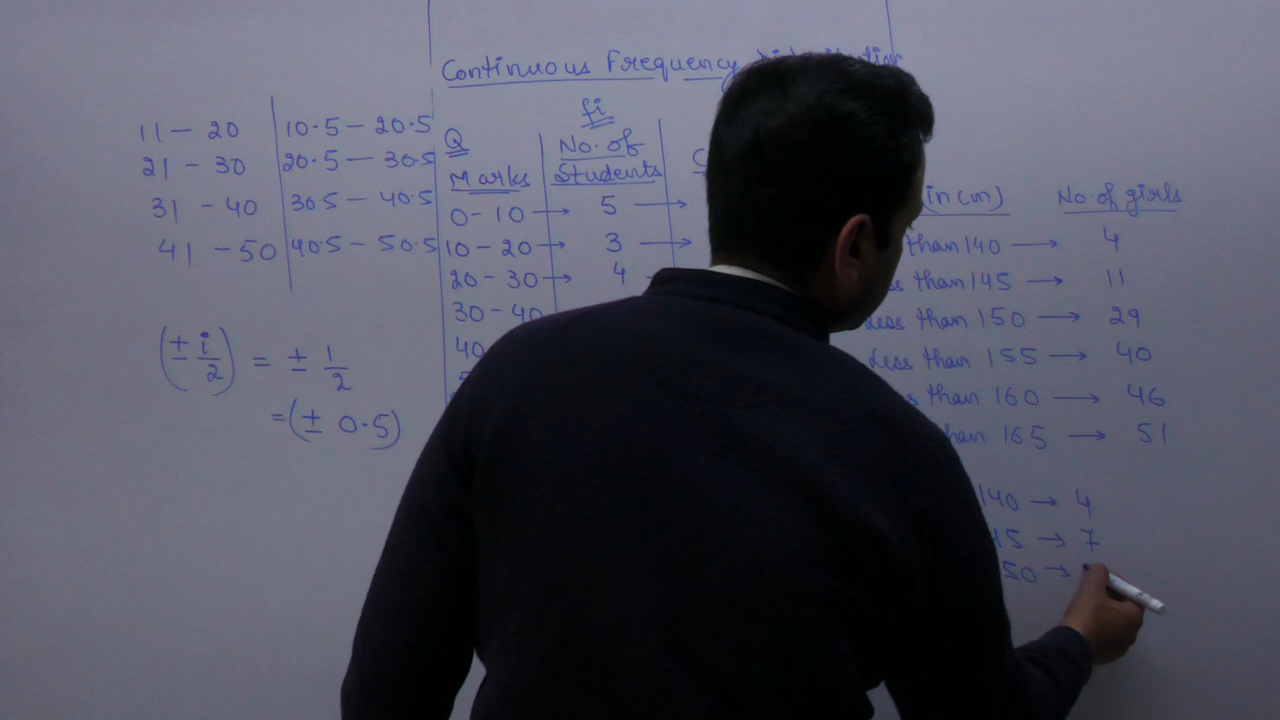 Continuous Frequency
11 - 20 | 10.5 - 20.5
21 - 30 | 20.5 - 30.5
31 - 40 | 30.5 - 40.5
41 - 50 | 40.5 - 50.5
(± i/2) = ± 1/2
= (± 0.5)
fi
Q
Marks | No. of Students
0-10 → 5 →
10-20 → 3 →
20-30 → 4
30-40
40
(in cm) No. of girls
than 140 → 4
than 145 → 11
Less than 150 → 29
Less than 155 → 40
than 160 → 46
than 165 → 51
140 → 4
45 → 7
50 →